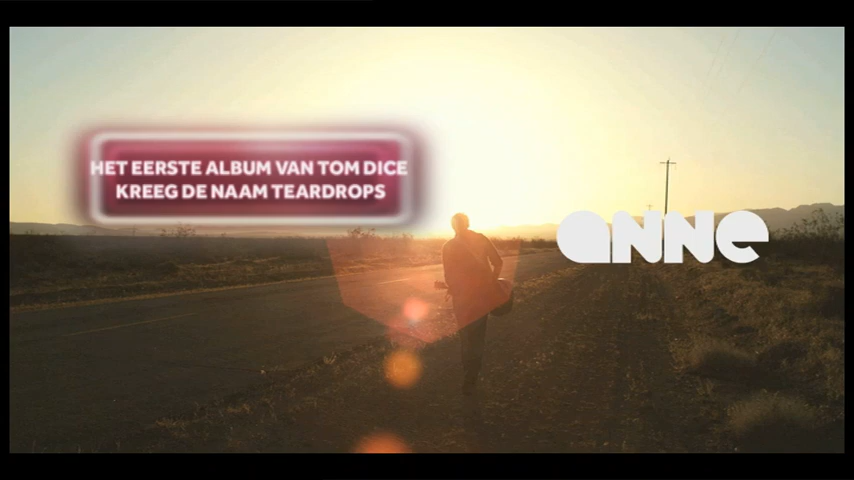 HET EERSTE ALBUM VAN TOM DICE
KREEG DE NAAM TEARDROPS
anne